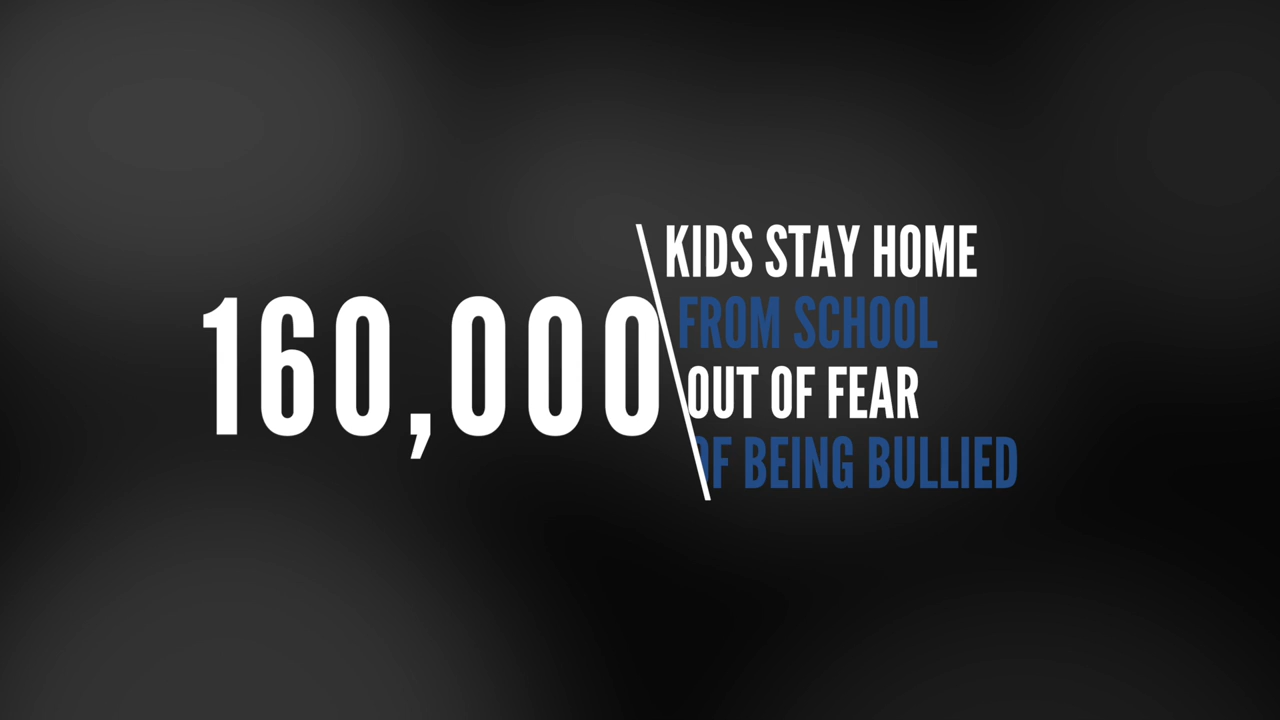 160,000
KIDS STAY HOME
FROM SCHOOL
OUT OF FEAR
OF BEING BULLIED